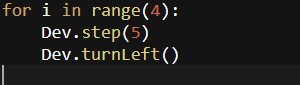 for i in range(4):
    Dev.step(5)
    Dev.turnLeft()